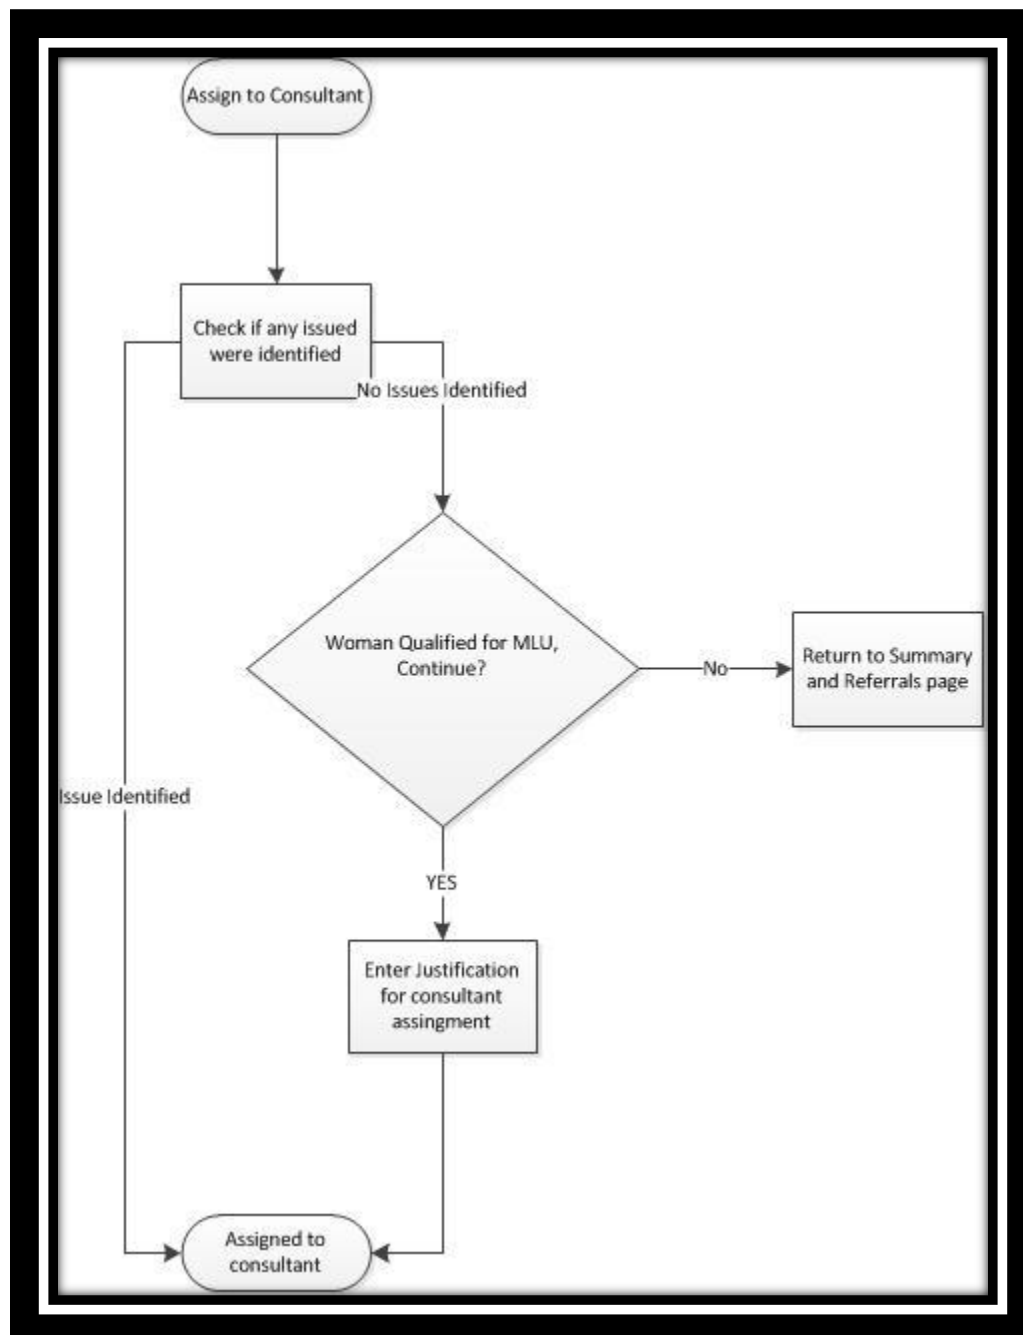 Assign to Consultant
Check if any issued
were identified
No Issues Identified
Woman Qualified for MLU,
Continue?
No
Return to Summary
and Referrals page
Issue Identified
YES
Enter Justification
for consultant
assingment
Assigned to
consultant